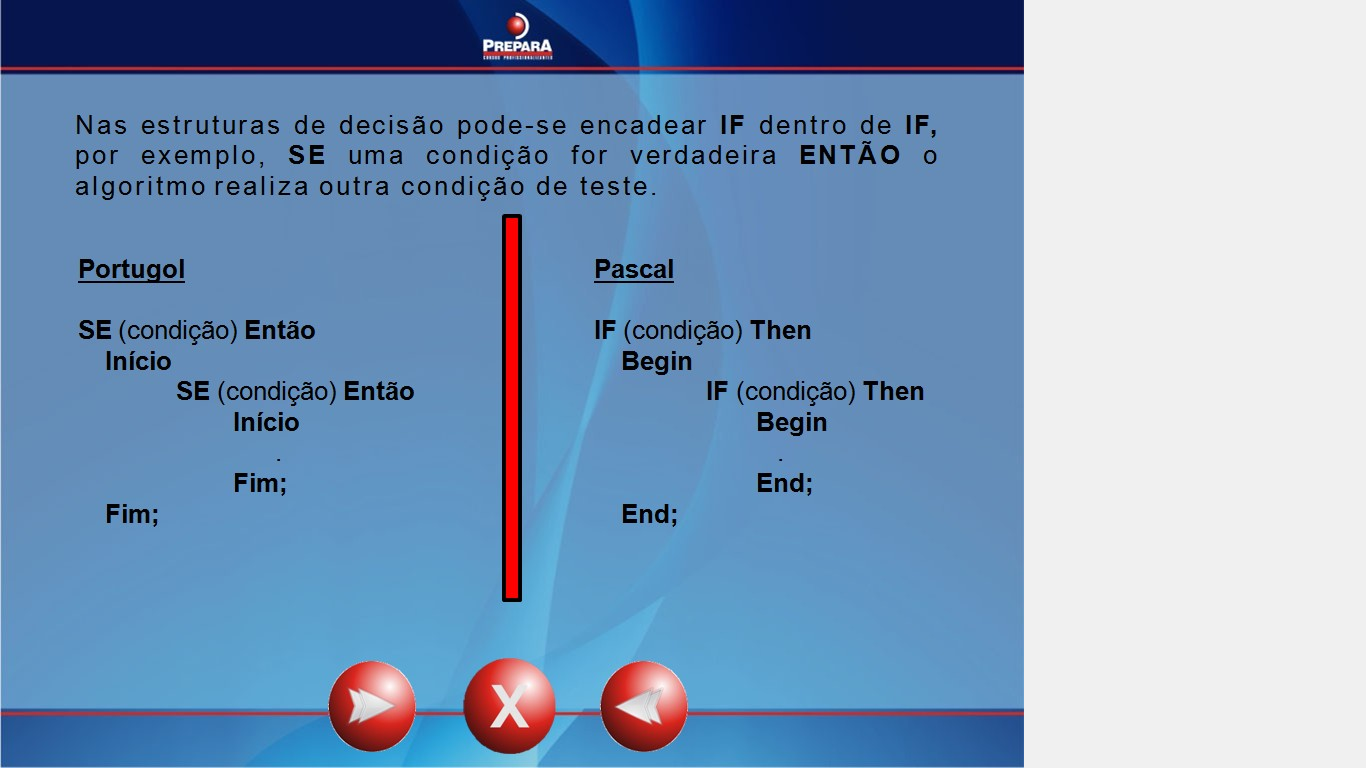 PREPARA
CURSOS PROFISSIONALIZANTES
Nas estruturas de decisão pode-se encadear IF dentro de IF,
por exemplo, SE uma condição for verdadeira ENTÃO o
algoritmo realiza outra condição de teste.
Portugol
SE (condição) Então
Início
SE (condição) Então
Início
.
Fim;
Fim;
Pascal
IF (condição) Then
Begin
IF (condição) Then
Begin
.
End;
End;
X